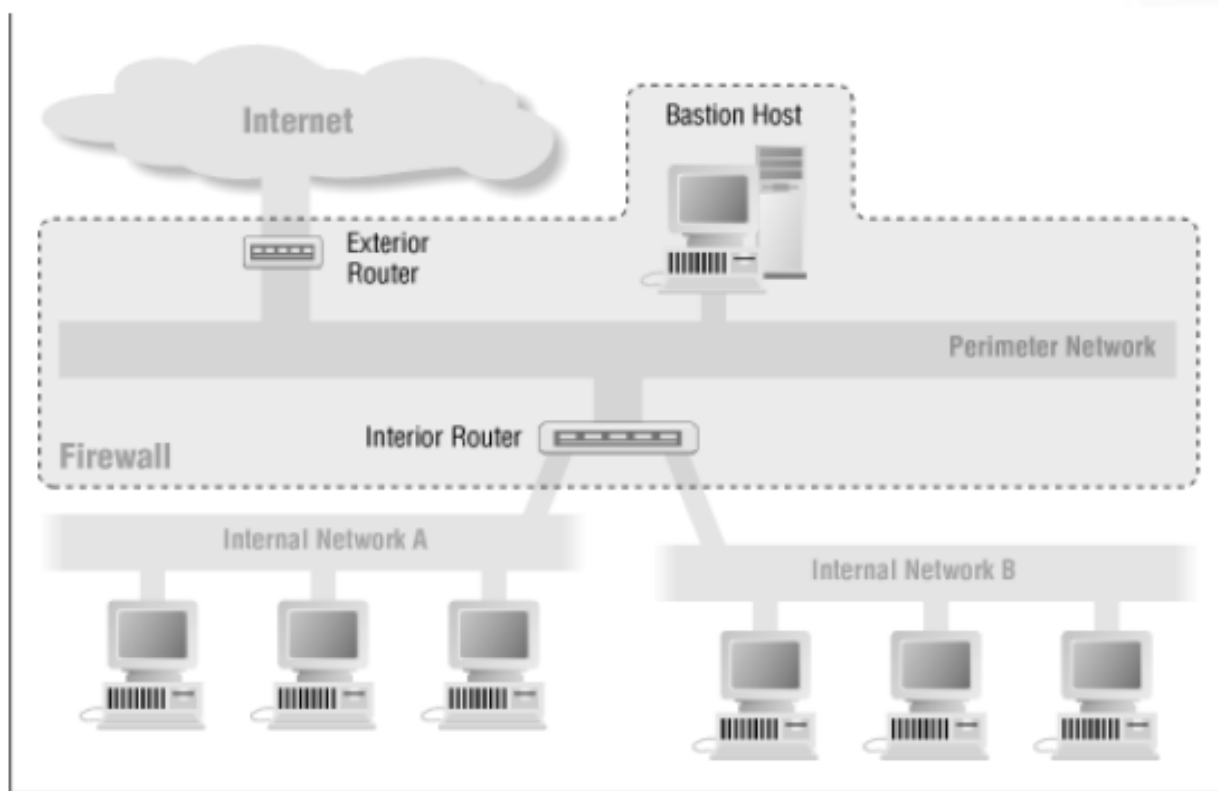 Internet
Bastion Host
Exterior
Router
Perimeter Network
Interior Router
Firewall
Internal Network A
Internal Network B